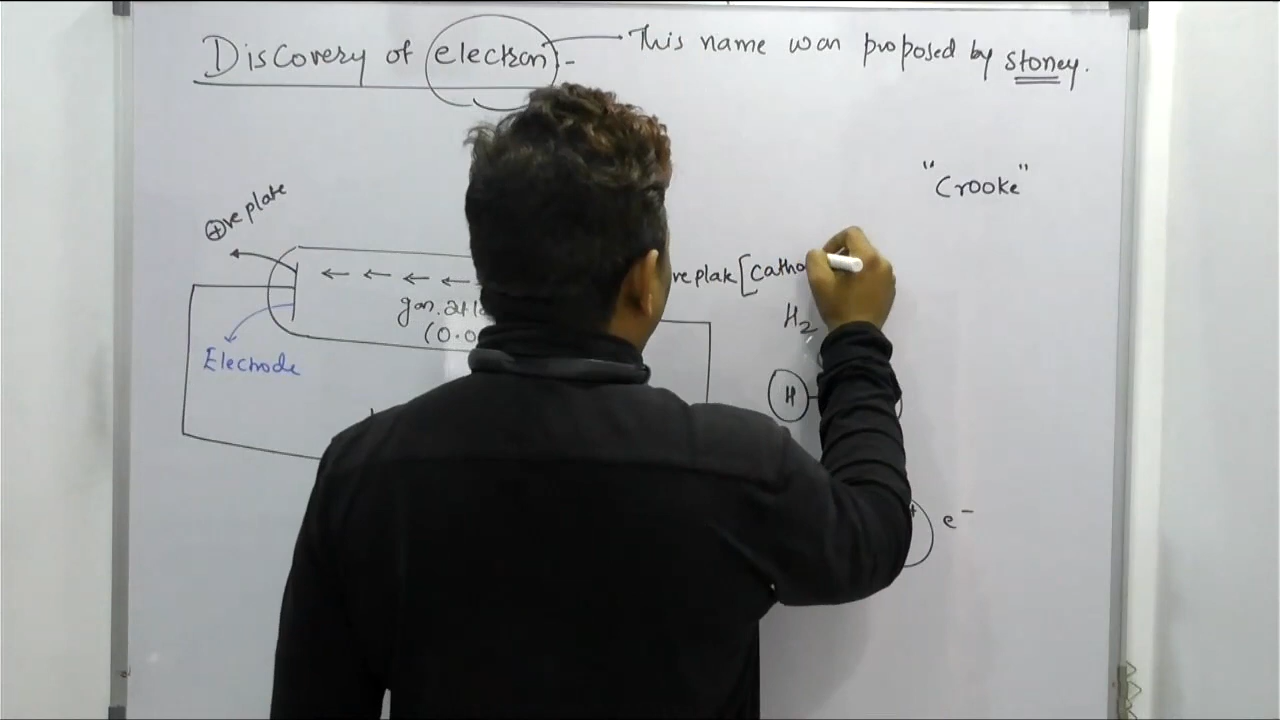 Discovery of electron:- This name was proposed by stoney.
"Crooke"
⊕ve plate
ve plate [Catho
gas at lo
(0.0
H₂
Electrode
H
+
e⁻